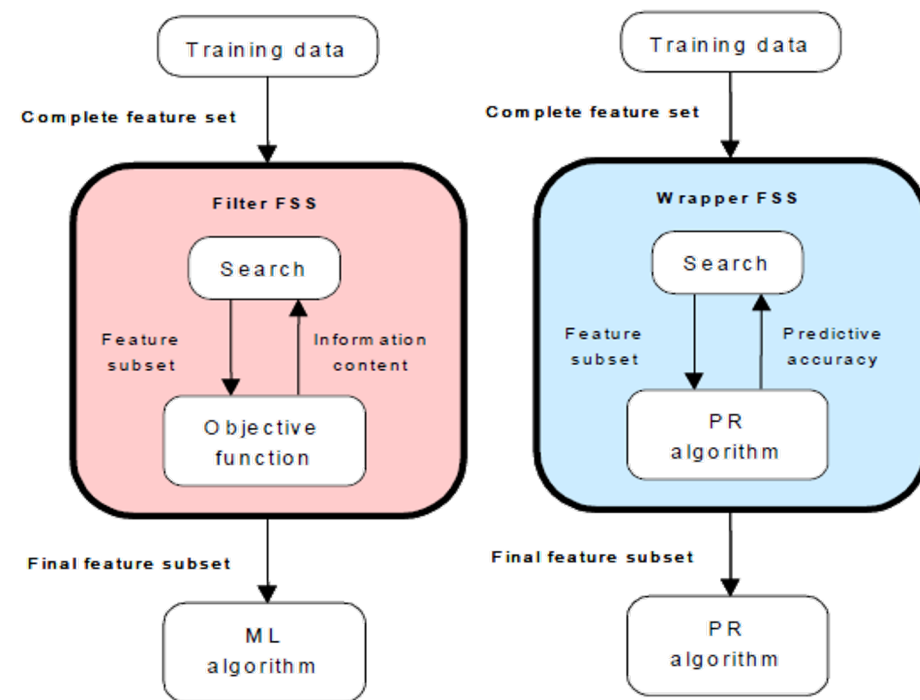 Training data
Complete feature set
Filter FSS
Search
Feature
subset
Information
content
Objective
function
Final feature subset
ML
algorithm
Training data
Complete feature set
Wrapper FSS
Search
Feature
subset
Predictive
accuracy
PR
algorithm
Final feature subset
PR
algorithm